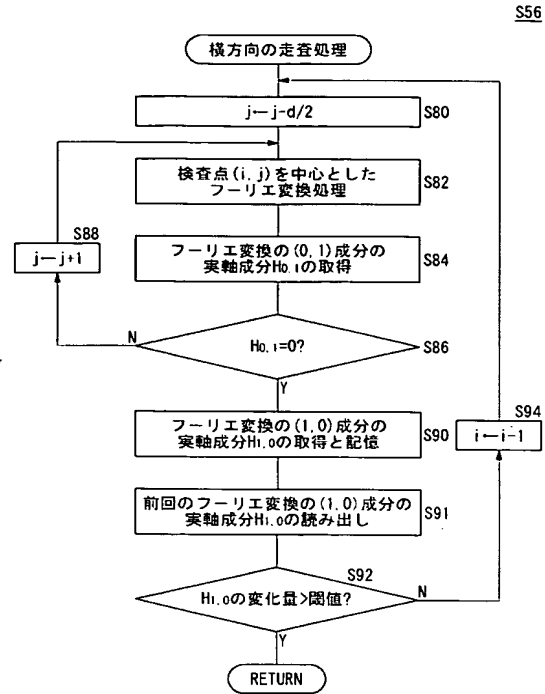 S56
横方向の走査処理
j←j-d/2
S80
検査点(i, j)を中心とした
フーリエ変換処理
S82
S88
j←j+1
フーリエ変換の(0, 1)成分の
実軸成分H0,1の取得
S84
N
H0,1=0?
S86
Y
フーリエ変換の(1, 0)成分の
実軸成分H1,0の取得と記憶
S90
S94
i←i-1
前回のフーリエ変換の(1, 0)成分の
実軸成分H1,0の読み出し
S91
S92
H1,0の変化量>閾値?
N
Y
RETURN